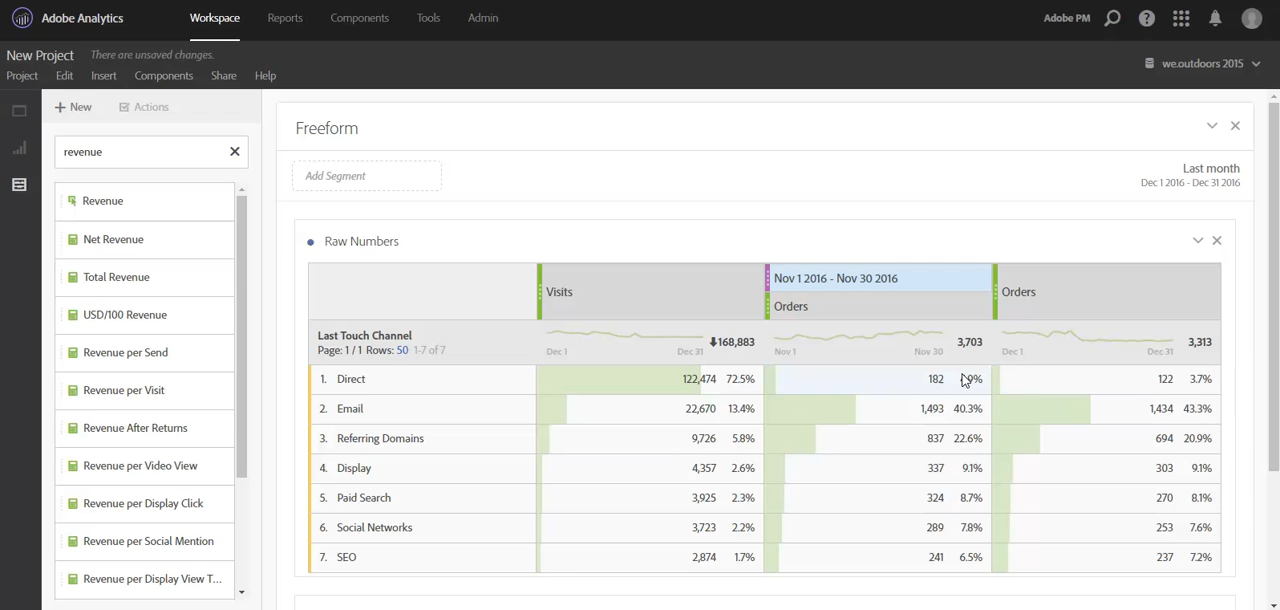 Adobe Analytics
Workspace
Reports
Components
Tools
Admin
Adobe PM
New Project
There are unsaved changes.
Project
Edit
Insert
Components
Share
Help
we.outdoors 2015
New
Actions
revenue
Revenue
Net Revenue
Total Revenue
USD/100 Revenue
Revenue per Send
Revenue per Visit
Revenue After Returns
Revenue per Video View
Revenue per Display Click
Revenue per Social Mention
Revenue per Display View T...
Freeform
Add Segment
Last month
Dec 1 2016 - Dec 31 2016
Raw Numbers
Visits
Nov 1 2016 - Nov 30 2016
Orders
Orders
Last Touch Channel
Page: 1 / 1 Rows: 50 1-7 of 7
Dec 1 Dec 31 168,883
Nov 1 Nov 30 3,703
Dec 1 Dec 31 3,313
1. Direct 122,474 72.5% 182 122 3.7%
2. Email 22,670 13.4% 1,493 40.3% 1,434 43.3%
3. Referring Domains 9,726 5.8% 837 22.6% 694 20.9%
4. Display 4,357 2.6% 337 9.1% 303 9.1%
5. Paid Search 3,925 2.3% 324 8.7% 270 8.1%
6. Social Networks 3,723 2.2% 289 7.8% 253 7.6%
7. SEO 2,874 1.7% 241 6.5% 237 7.2%